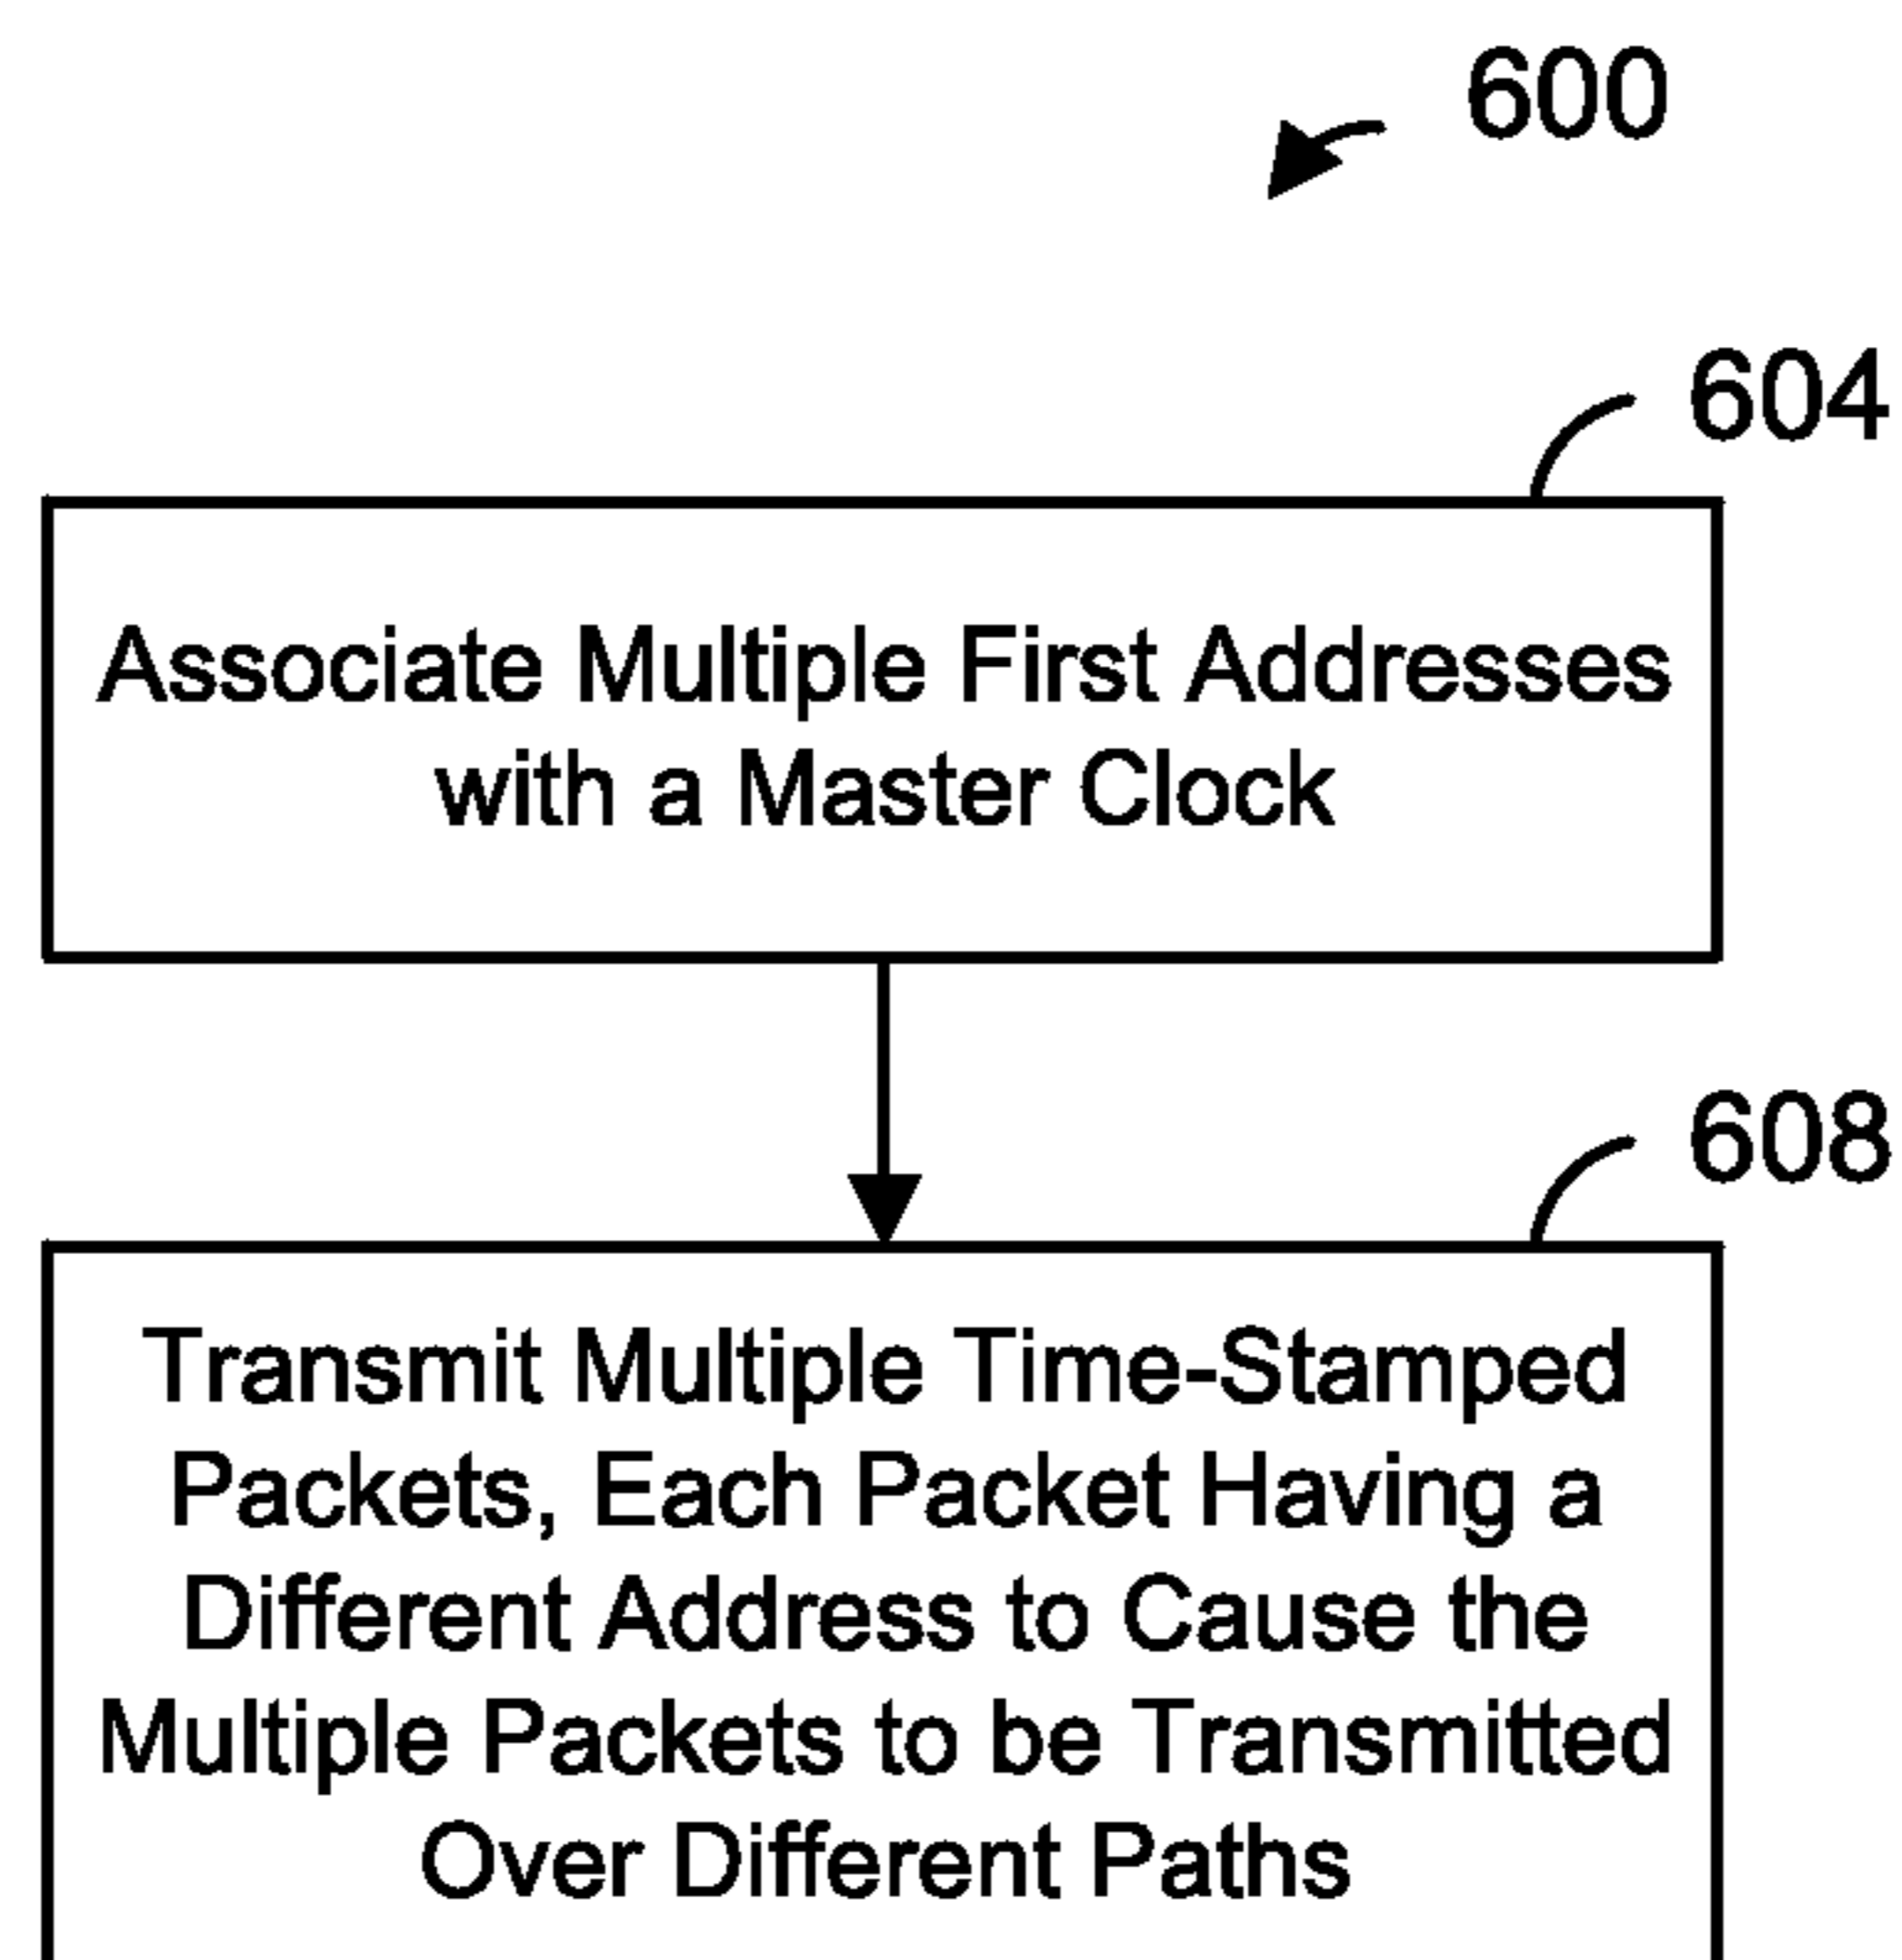 600
604
Associate Multiple First Addresses
with a Master Clock
608
Transmit Multiple Time-Stamped
Packets, Each Packet Having a
Different Address to Cause the
Multiple Packets to be Transmitted
Over Different Paths